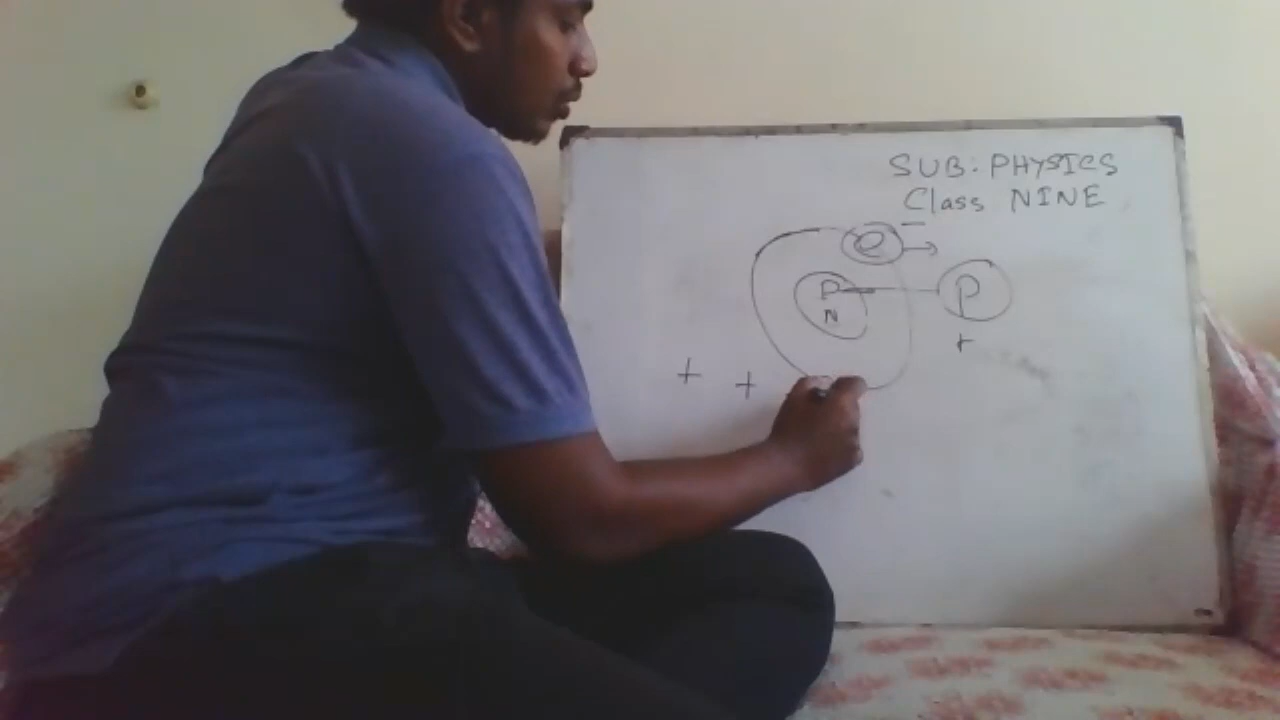 SUB: PHYSICS
Class NINE
e −
→
P
N
P
+
+ +